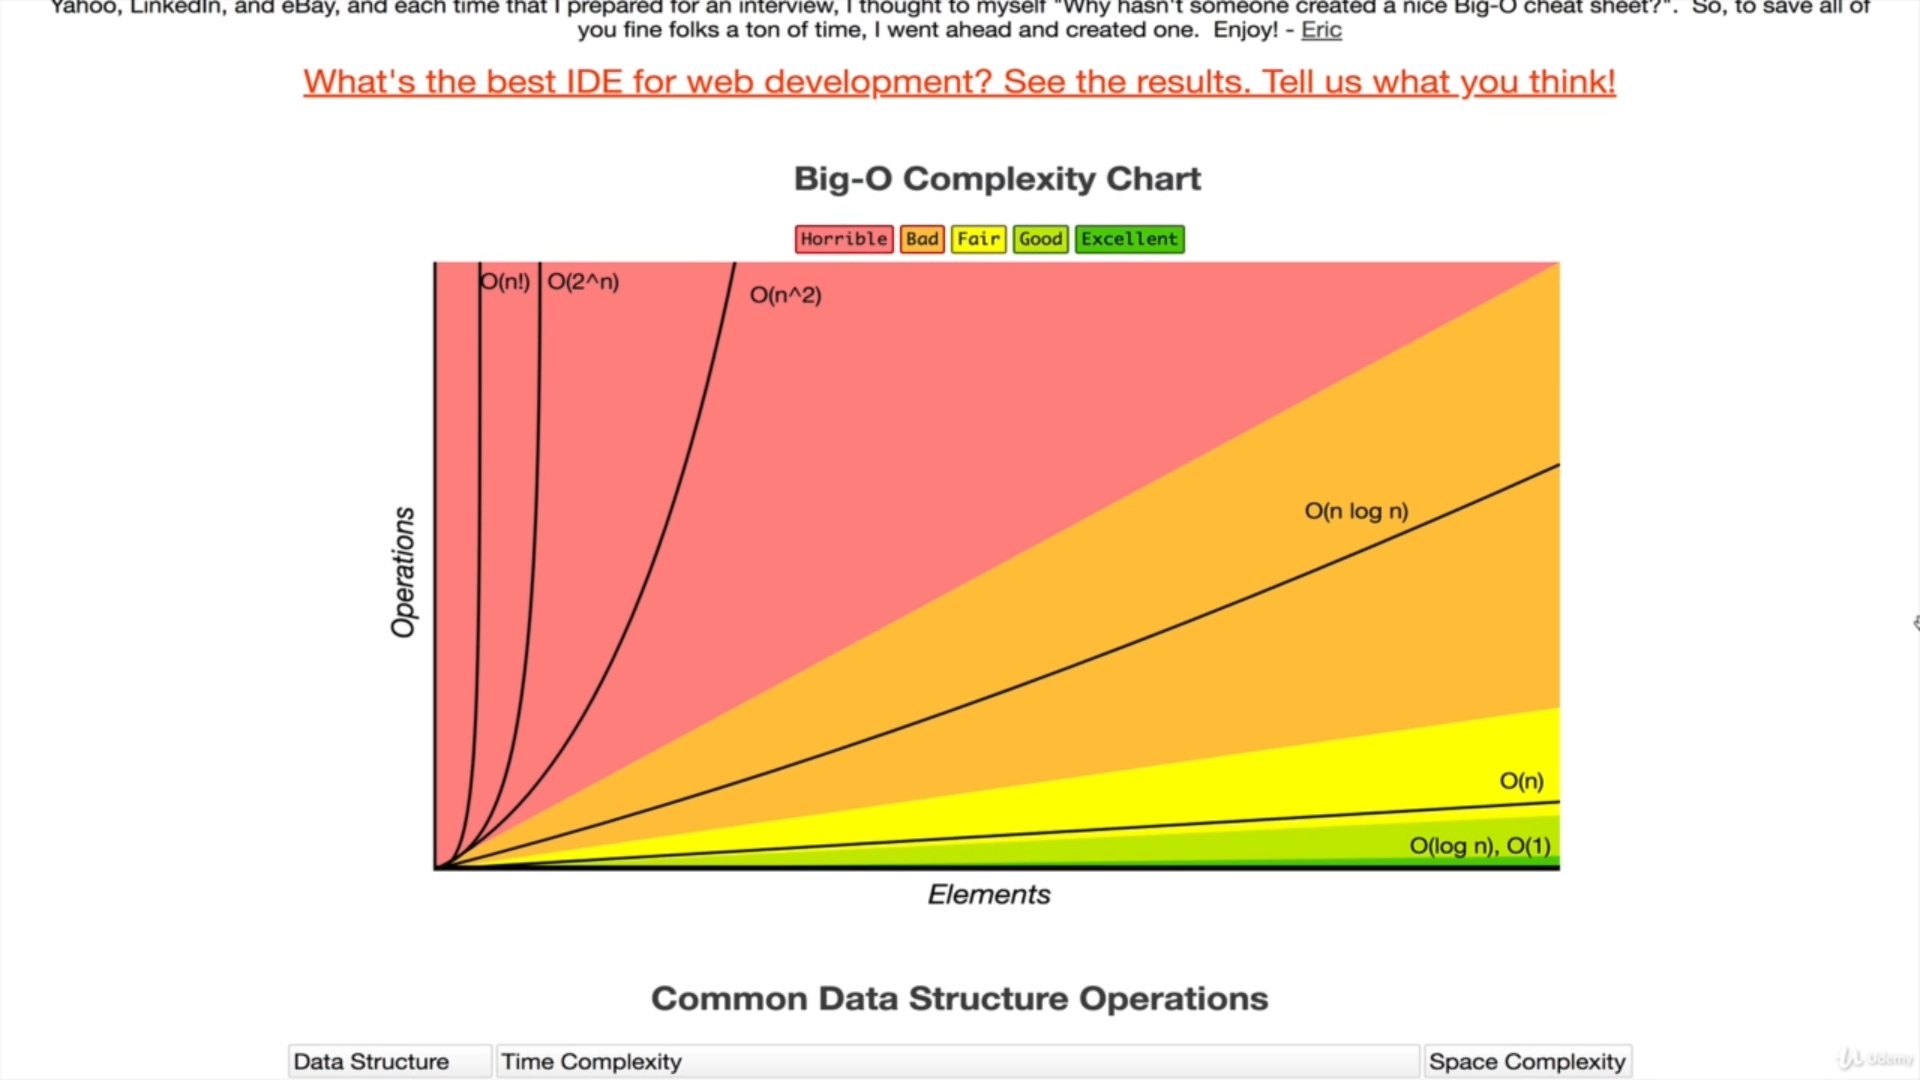 Yahoo, LinkedIn, and eBay, and each time that I prepared for an interview, I thought to myself "Why hasn't someone created a nice Big-O cheat sheet?". So, to save all of
you fine folks a ton of time, I went ahead and created one. Enjoy! - Eric
What's the best IDE for web development? See the results. Tell us what you think!
Big-O Complexity Chart
Horrible Bad Fair Good Excellent
O(n!) O(2^n)
O(n^2)
O(n log n)
Operations
O(n)
O(log n), O(1)
Elements
Common Data Structure Operations
Data Structure Time Complexity Space Complexity
Udemy